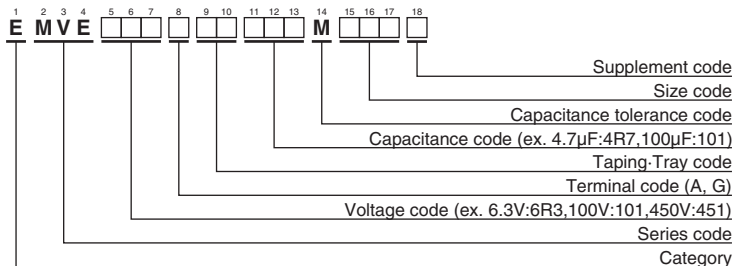 1 2 3 4 5 6 7 8 9 10 11 12 13 14 15 16 17 18
E M V E M
Supplement code
Size code
Capacitance tolerance code
Capacitance code (ex. 4.7μF:4R7,100μF:101)
Taping·Tray code
Terminal code (A, G)
Voltage code (ex. 6.3V:6R3,100V:101,450V:451)
Series code
Category